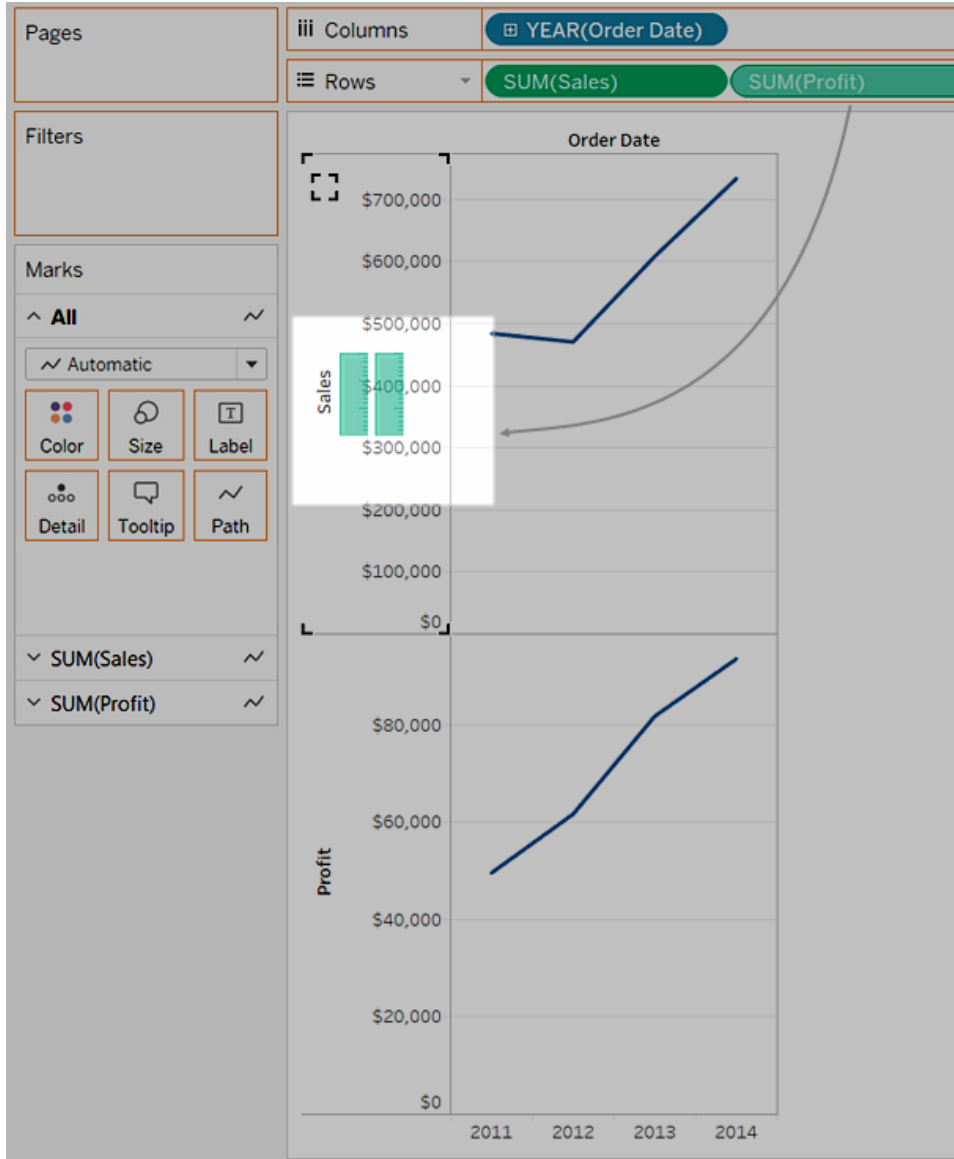 Pages
Columns
YEAR(Order Date)
Rows
SUM(Sales)
SUM(Profit)
Filters
Marks
All
Automatic
Color
Size
Label
Detail
Tooltip
Path
SUM(Sales)
SUM(Profit)
Order Date
Sales
$700,000
$600,000
$500,000
$400,000
$300,000
$200,000
$100,000
$0
Profit
$80,000
$60,000
$40,000
$20,000
$0
2011 2012 2013 2014